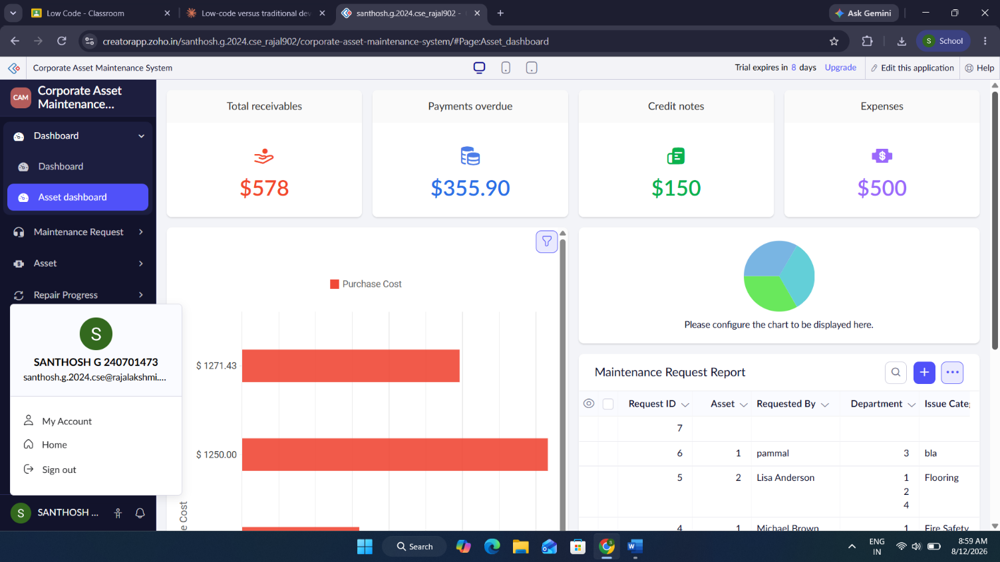 Low Code - Classroom
Low-code versus traditional dev
santhosh.g.2024.cse_rajal902 -
Ask Gemini
creatorapp.zoho.in/santhosh.g.2024.cse_rajal902/corporate-asset-maintenance-system/#Page:Asset_dashboard
S School
Corporate Asset Maintenance System
Trial expires in 8 days Upgrade
Edit this application
Help
CAM
Corporate Asset
Maintenance...
Dashboard
Dashboard
Asset dashboard
Maintenance Request
Asset
Repair Progress
S
SANTHOSH G 240701473
santhosh.g.2024.cse@rajalakshmi....
My Account
Home
Sign out
S SANTHOSH ...
Total receivables
$578
Payments overdue
$355.90
Credit notes
$150
Expenses
$500
Purchase Cost
$ 1271.43
$ 1250.00
e Cost
Please configure the chart to be displayed here.
Maintenance Request Report
Request ID Asset Requested By Department Issue Cate
7
6 1 pammal 3 bla
5 2 Lisa Anderson 1 Flooring
2
4
4 1 Michael Brown 1 Fire Safety
Search
W
ENG
IN
8:59 AM
8/12/2026